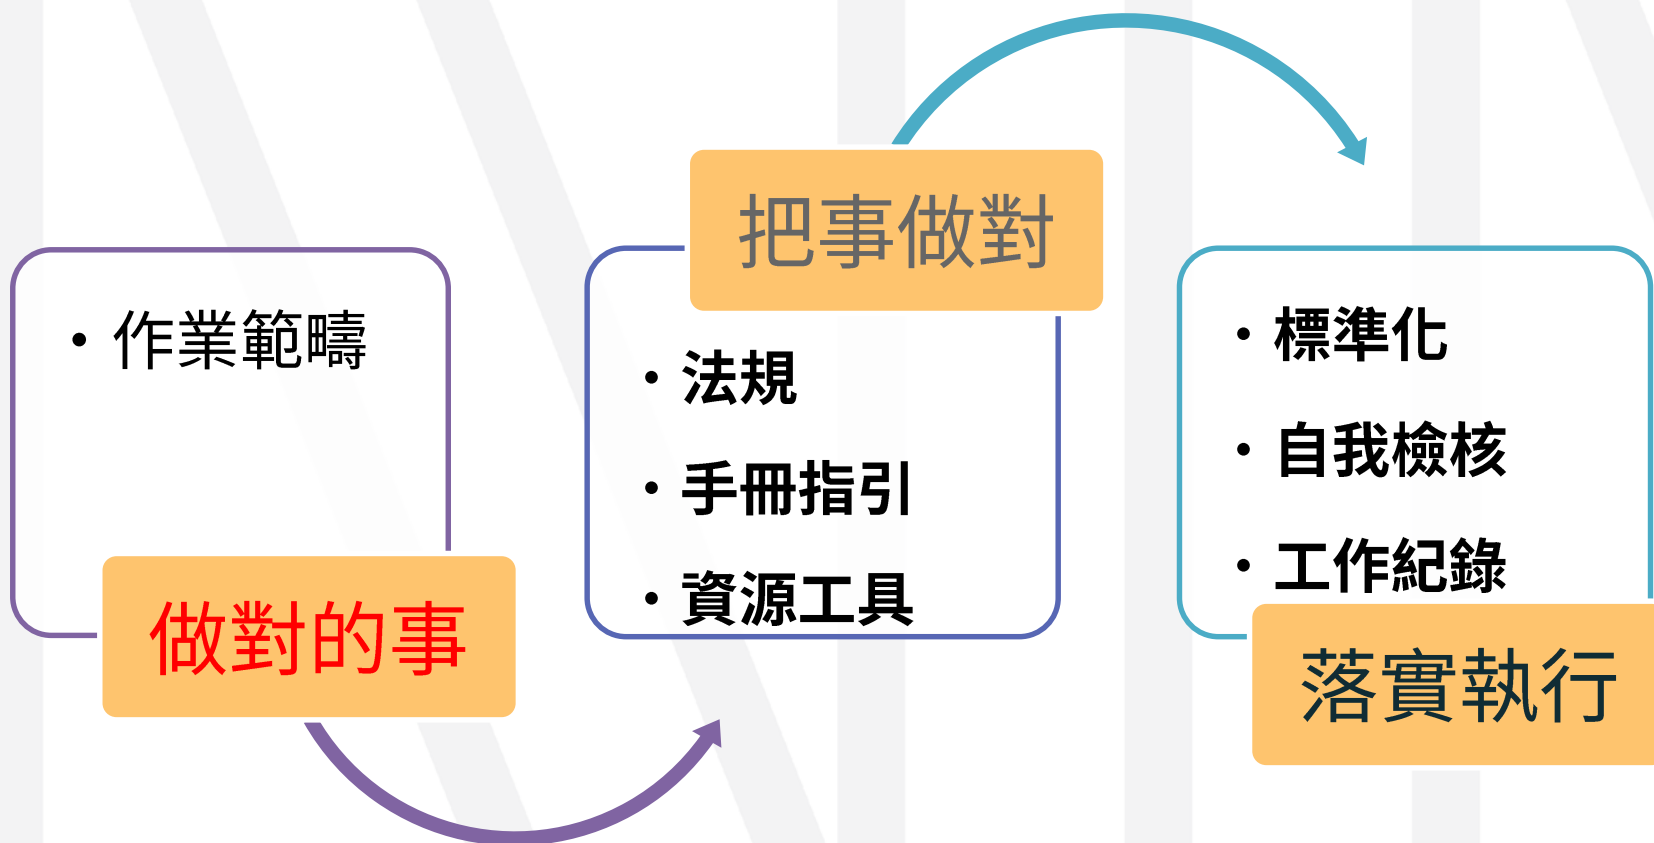 • 作業範疇
做對的事
把事做對
• 法規
• 手冊指引
• 資源工具
• 標準化
• 自我檢核
• 工作紀錄
落實執行